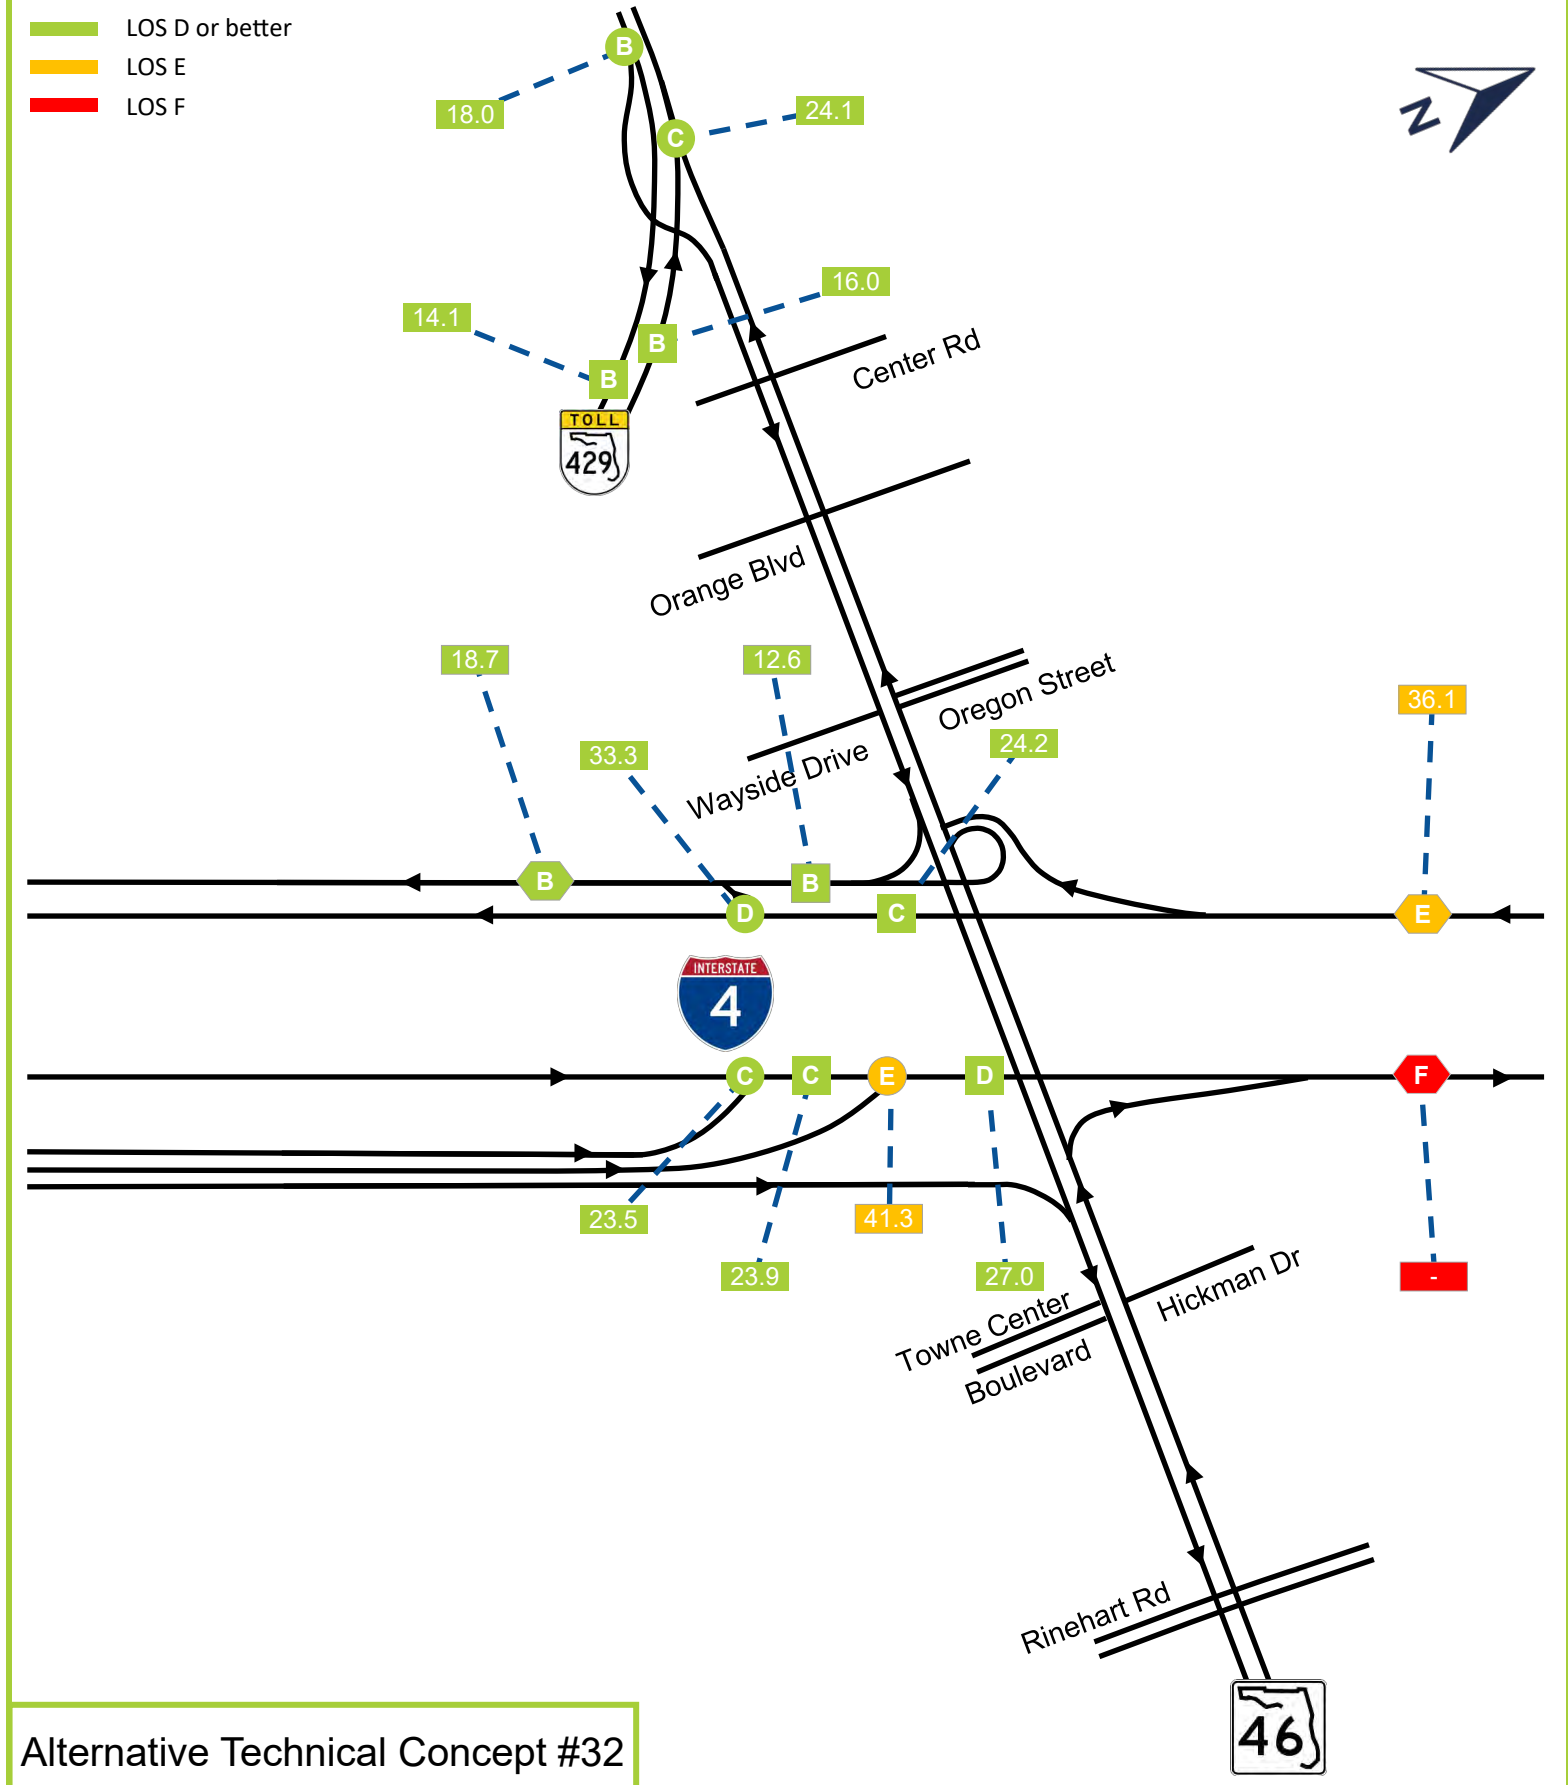 LOS D or better
LOS E
LOS F
B
18.0
24.1
C
N
16.0
14.1
B
B
Center Rd
TOLL
429
Orange Blvd
18.7
12.6
Oregon Street
36.1
33.3
24.2
Wayside Drive
B
B
D
C
E
INTERSTATE
4
C
C
E
D
F
23.5
41.3
23.9
27.0
-
Hickman Dr
Towne Center
Boulevard
Rinehart Rd
46
Alternative Technical Concept #32